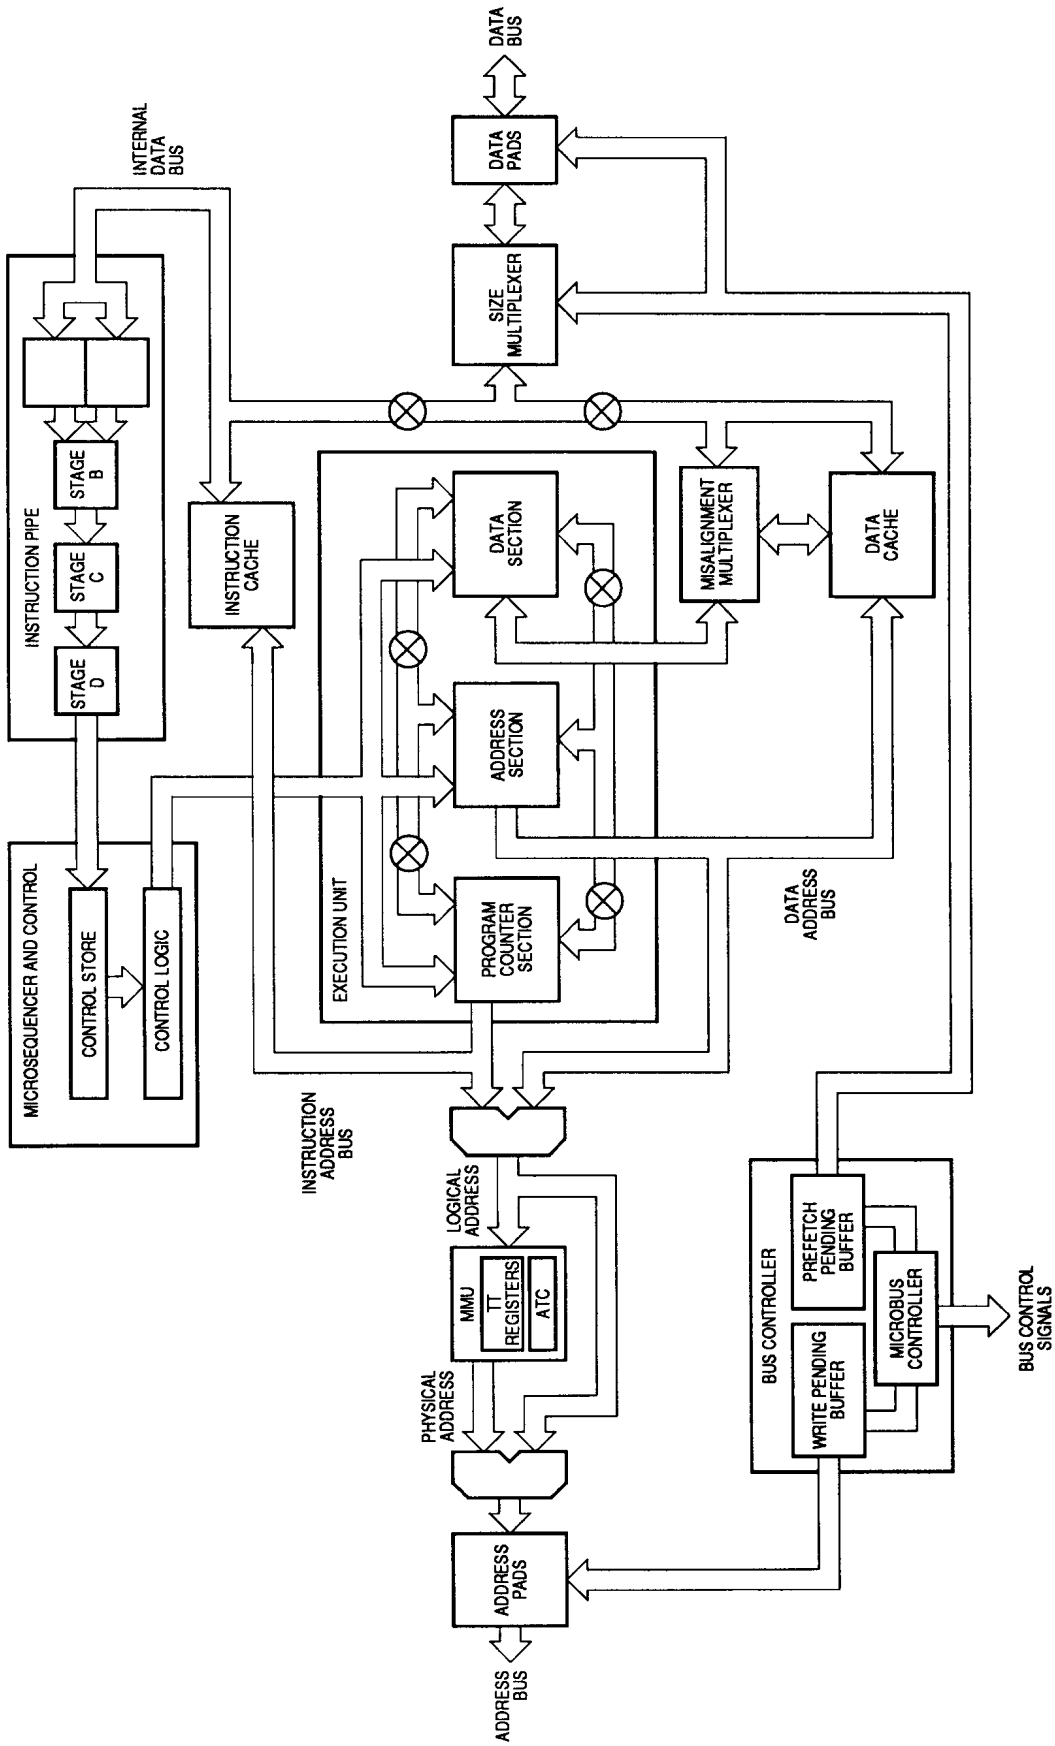 MICROSEQUENCER AND CONTROL
CONTROL STORE
CONTROL LOGIC
INSTRUCTION PIPE
STAGE
D
STAGE
C
STAGE
B
INTERNAL
DATA
BUS
INSTRUCTION
CACHE
INSTRUCTION
ADDRESS
BUS
EXECUTION UNIT
PROGRAM
COUNTER
SECTION
ADDRESS
SECTION
DATA
SECTION
SIZE
MULTIPLEXER
DATA
PADS
DATA
BUS
ADDRESS
BUS
ADDRESS
PADS
PHYSICAL
ADDRESS
MMU
TT
REGISTERS
ATC
LOGICAL
ADDRESS
MISALIGNMENT
MULTIPLEXER
DATA
CACHE
DATA
ADDRESS
BUS
BUS CONTROLLER
WRITE PENDING
BUFFER
PREFETCH
PENDING
BUFFER
MICROBUS
CONTROLLER
BUS CONTROL
SIGNALS